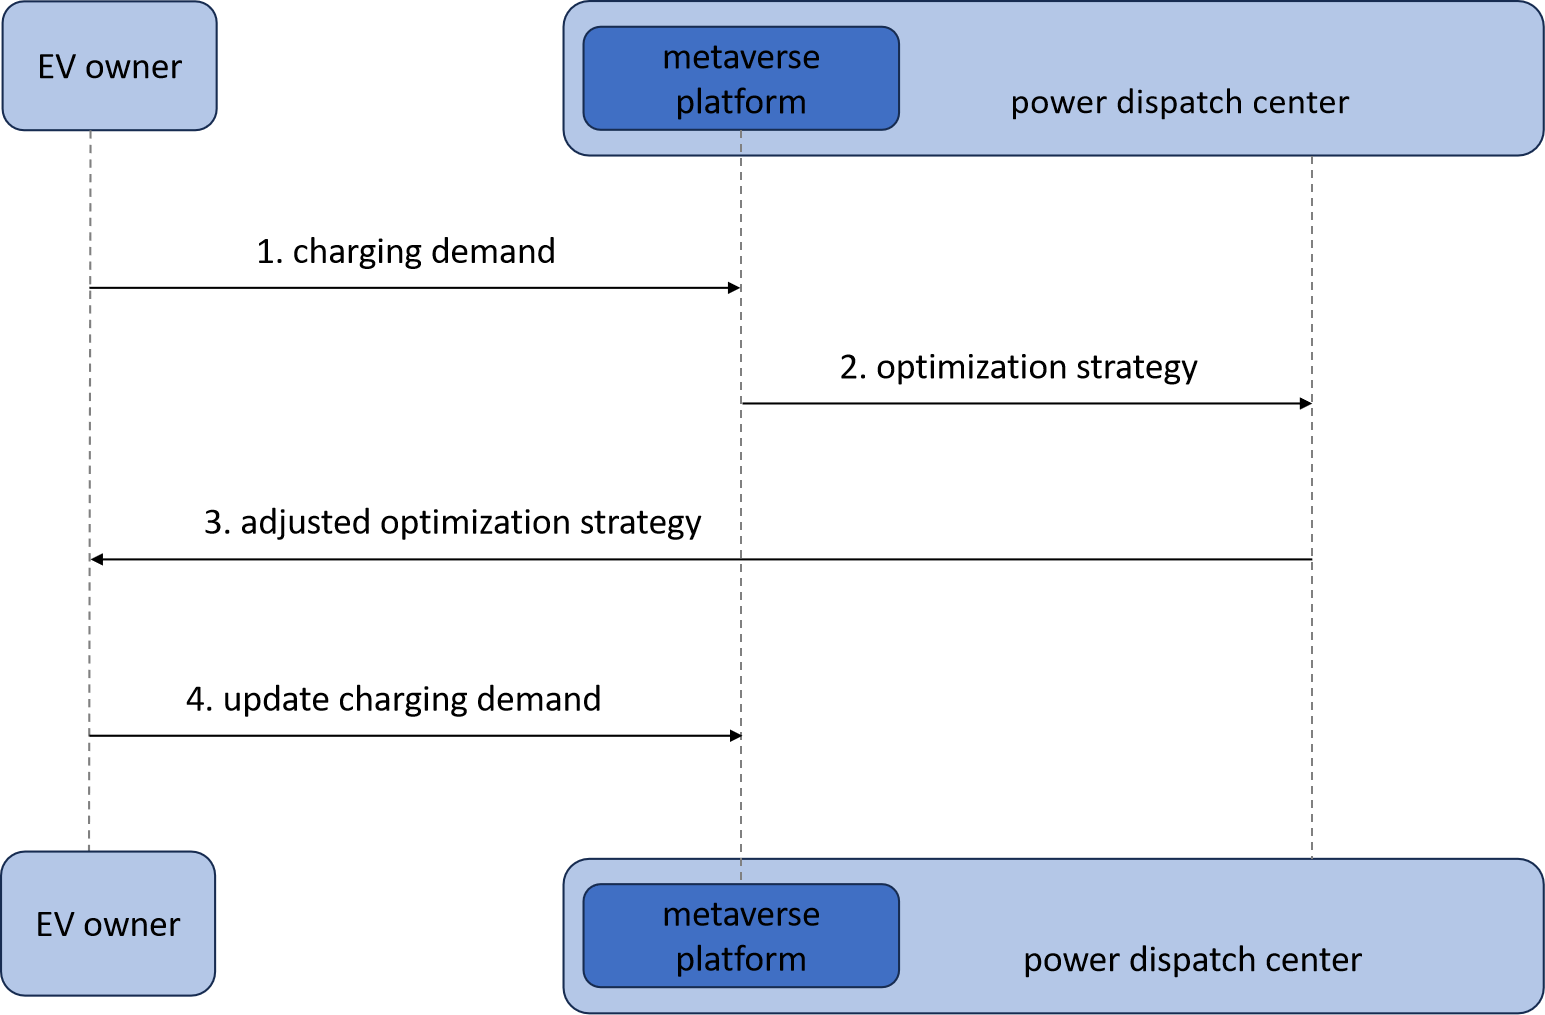 EV owner
metaverse
platform
power dispatch center
1. charging demand
2. optimization strategy
3. adjusted optimization strategy
4. update charging demand
EV owner
metaverse
platform
power dispatch center